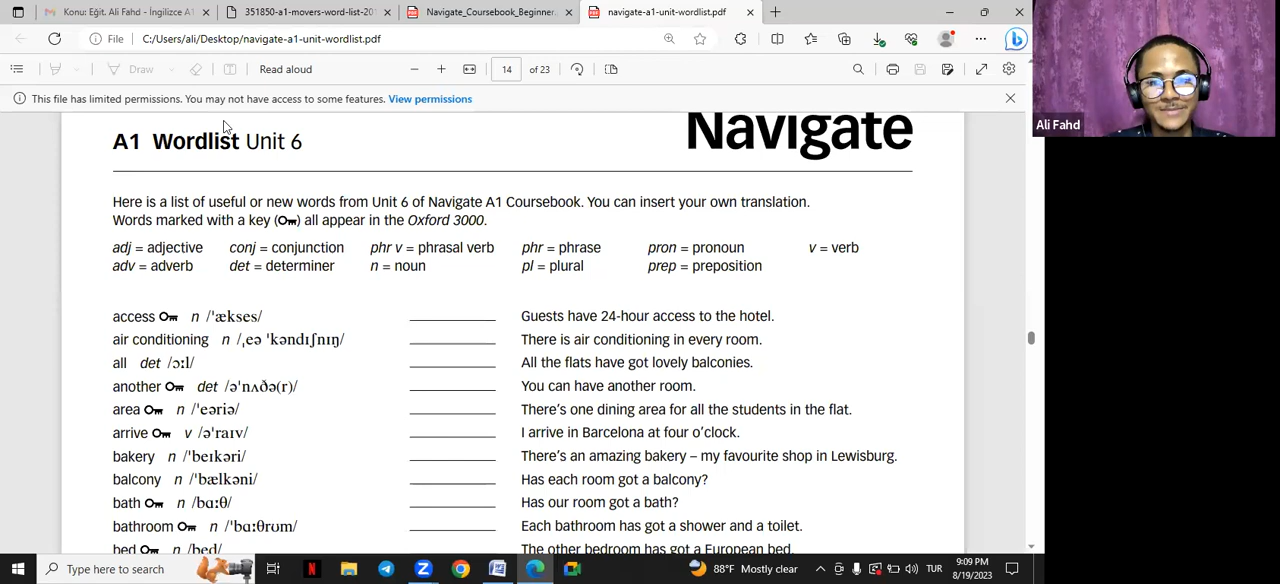 Konu: Eğit. Ali Fahd - İngilizce A1
351850-a1-movers-word-list-201
Navigate_Coursebook_Beginner.
navigate-a1-unit-wordlist.pdf
File
C:/Users/ali/Desktop/navigate-a1-unit-wordlist.pdf
Draw
Read aloud
14
of 23
This file has limited permissions. You may not have access to some features. View permissions
Ali Fahd
A1 Wordlist Unit 6
Navigate
Here is a list of useful or new words from Unit 6 of Navigate A1 Coursebook. You can insert your own translation.
Words marked with a key all appear in the Oxford 3000.
adj = adjective conj = conjunction phr v = phrasal verb phr = phrase pron = pronoun v = verb
adv = adverb det = determiner n = noun pl = plural prep = preposition
access n /ˈækses/ Guests have 24-hour access to the hotel.
air conditioning n /ˌeə ˈkəndɪʃnɪŋ/ There is air conditioning in every room.
all det /ɔːl/ All the flats have got lovely balconies.
another det /əˈnʌðə(r)/ You can have another room.
area n /ˈeəriə/ There's one dining area for all the students in the flat.
arrive v /əˈraɪv/ I arrive in Barcelona at four o'clock.
bakery n /ˈbeɪkəri/ There's an amazing bakery – my favourite shop in Lewisburg.
balcony n /ˈbælkəni/ Has each room got a balcony?
bath n /bɑːθ/ Has our room got a bath?
bathroom n /ˈbɑːθrʊm/ Each bathroom has got a shower and a toilet.
bed n /bed/ The other bedroom has got a European bed.
Type here to search
88°F Mostly clear
TUR
9:09 PM
8/19/2023